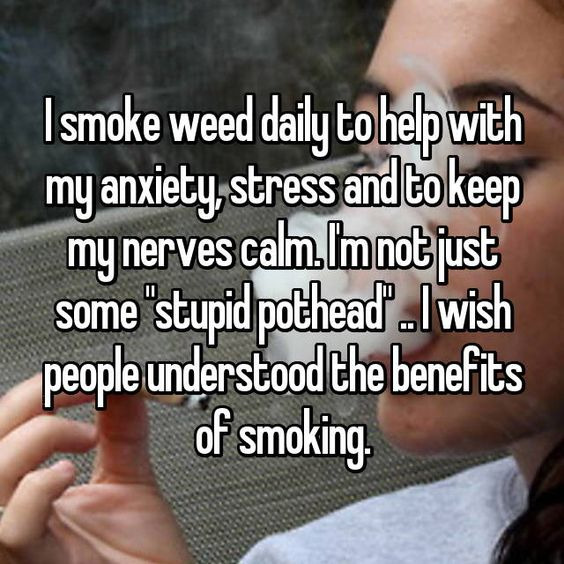 I smoke weed daily to help with
my anxiety, stress and to keep
my nerves calm. I'm not just
some "stupid pothead" .. I wish
people understood the benefits
of smoking.